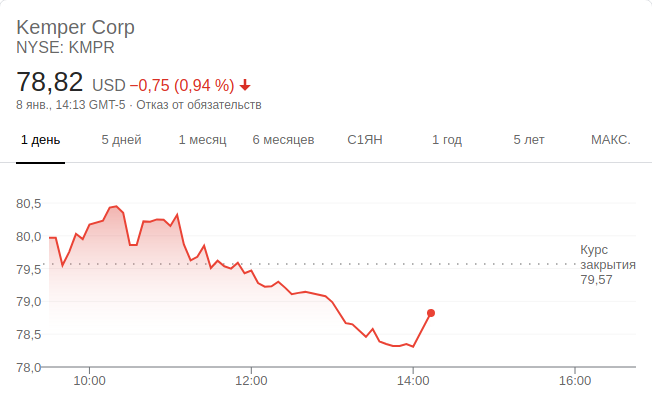 Kemper Corp
NYSE: KMPR
78,82 USD −0,75 (0,94 %)
8 янв., 14:13 GMT-5 · Отказ от обязательств
1 день 5 дней 1 месяц 6 месяцев С1ЯН 1 год 5 лет МАКС.
80,5
80,0
79,5
79,0
78,5
78,0
Курс
закрытия
79,57
10:00 12:00 14:00 16:00